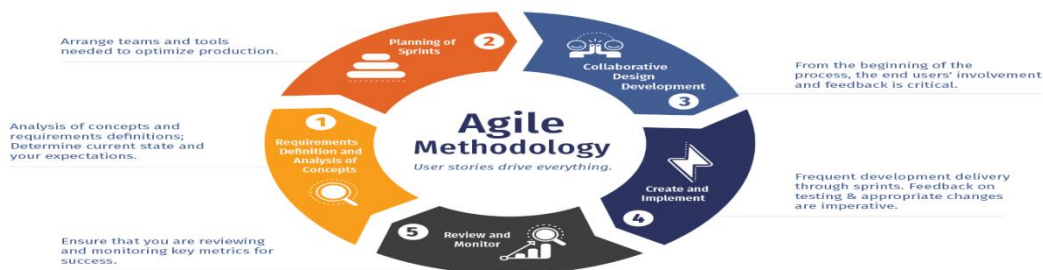 Agile
Methodology
User stories drive everything.
1
Requirements
Definition and
Analysis of
Concepts
Analysis of concepts and
requirements definitions;
Determine current state and
your expectations.
Planning of
Sprints
2
Arrange teams and tools
needed to optimize production.
Collaborative
Design
Development
3
From the beginning of the
process, the end users' involvement
and feedback is critical.
Create and
Implement
4
Frequent development delivery
through sprints. Feedback on
testing & appropriate changes
are imperative.
5
Review and
Monitor
Ensure that you are reviewing
and monitoring key metrics for
success.